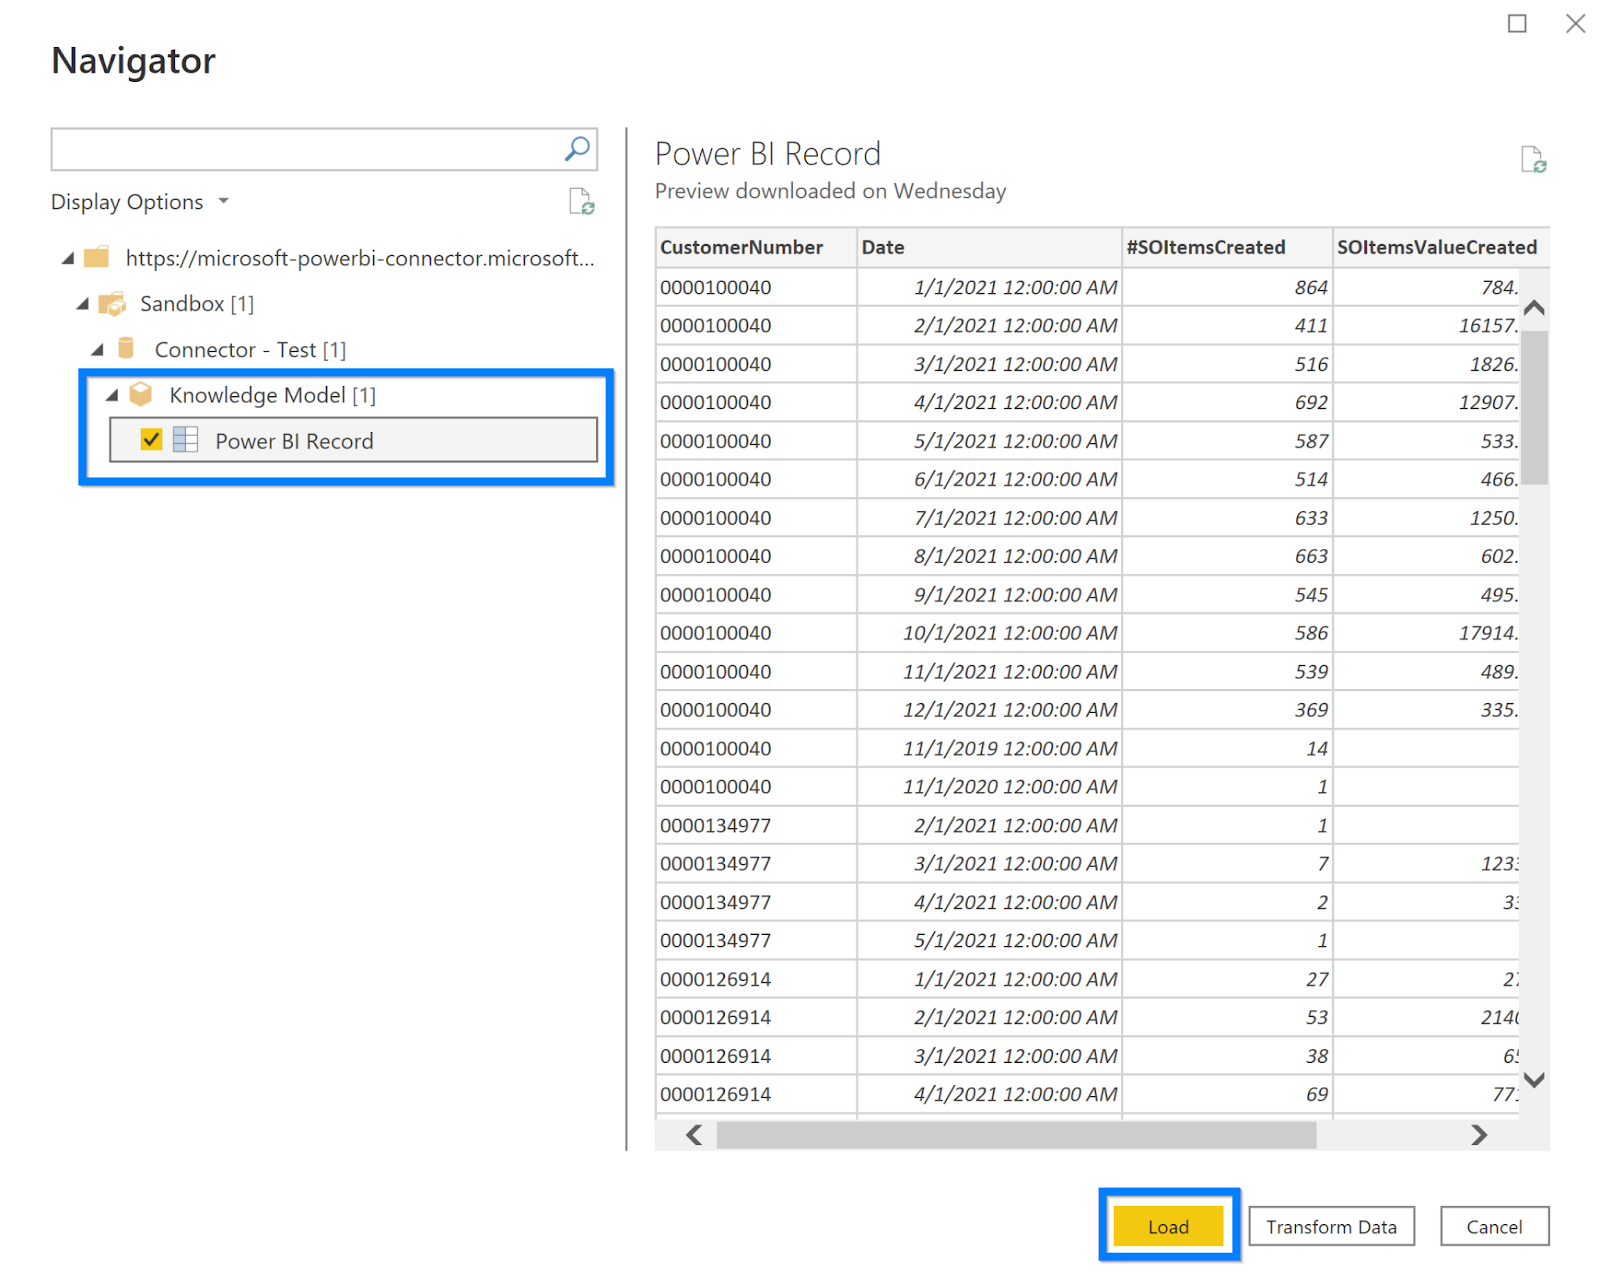 Navigator
Display Options
https://microsoft-powerbi-connector.microsoft...
Sandbox [1]
Connector - Test [1]
Knowledge Model [1]
Power BI Record
Power BI Record
Preview downloaded on Wednesday
CustomerNumber Date #SOItemsCreated SOItemsValueCreated
0000100040 1/1/2021 12:00:00 AM 864 784.
0000100040 2/1/2021 12:00:00 AM 411 16157.
0000100040 3/1/2021 12:00:00 AM 516 1826.
0000100040 4/1/2021 12:00:00 AM 692 12907.
0000100040 5/1/2021 12:00:00 AM 587 533.
0000100040 6/1/2021 12:00:00 AM 514 466.
0000100040 7/1/2021 12:00:00 AM 633 1250.
0000100040 8/1/2021 12:00:00 AM 663 602.
0000100040 9/1/2021 12:00:00 AM 545 495.
0000100040 10/1/2021 12:00:00 AM 586 17914.
0000100040 11/1/2021 12:00:00 AM 539 489.
0000100040 12/1/2021 12:00:00 AM 369 335.
0000100040 11/1/2019 12:00:00 AM 14
0000100040 11/1/2020 12:00:00 AM 1
0000134977 2/1/2021 12:00:00 AM 1
0000134977 3/1/2021 12:00:00 AM 7 1233
0000134977 4/1/2021 12:00:00 AM 2 33
0000134977 5/1/2021 12:00:00 AM 1
0000126914 1/1/2021 12:00:00 AM 27 27
0000126914 2/1/2021 12:00:00 AM 53 2140
0000126914 3/1/2021 12:00:00 AM 38 65
0000126914 4/1/2021 12:00:00 AM 69 771
Load Transform Data Cancel